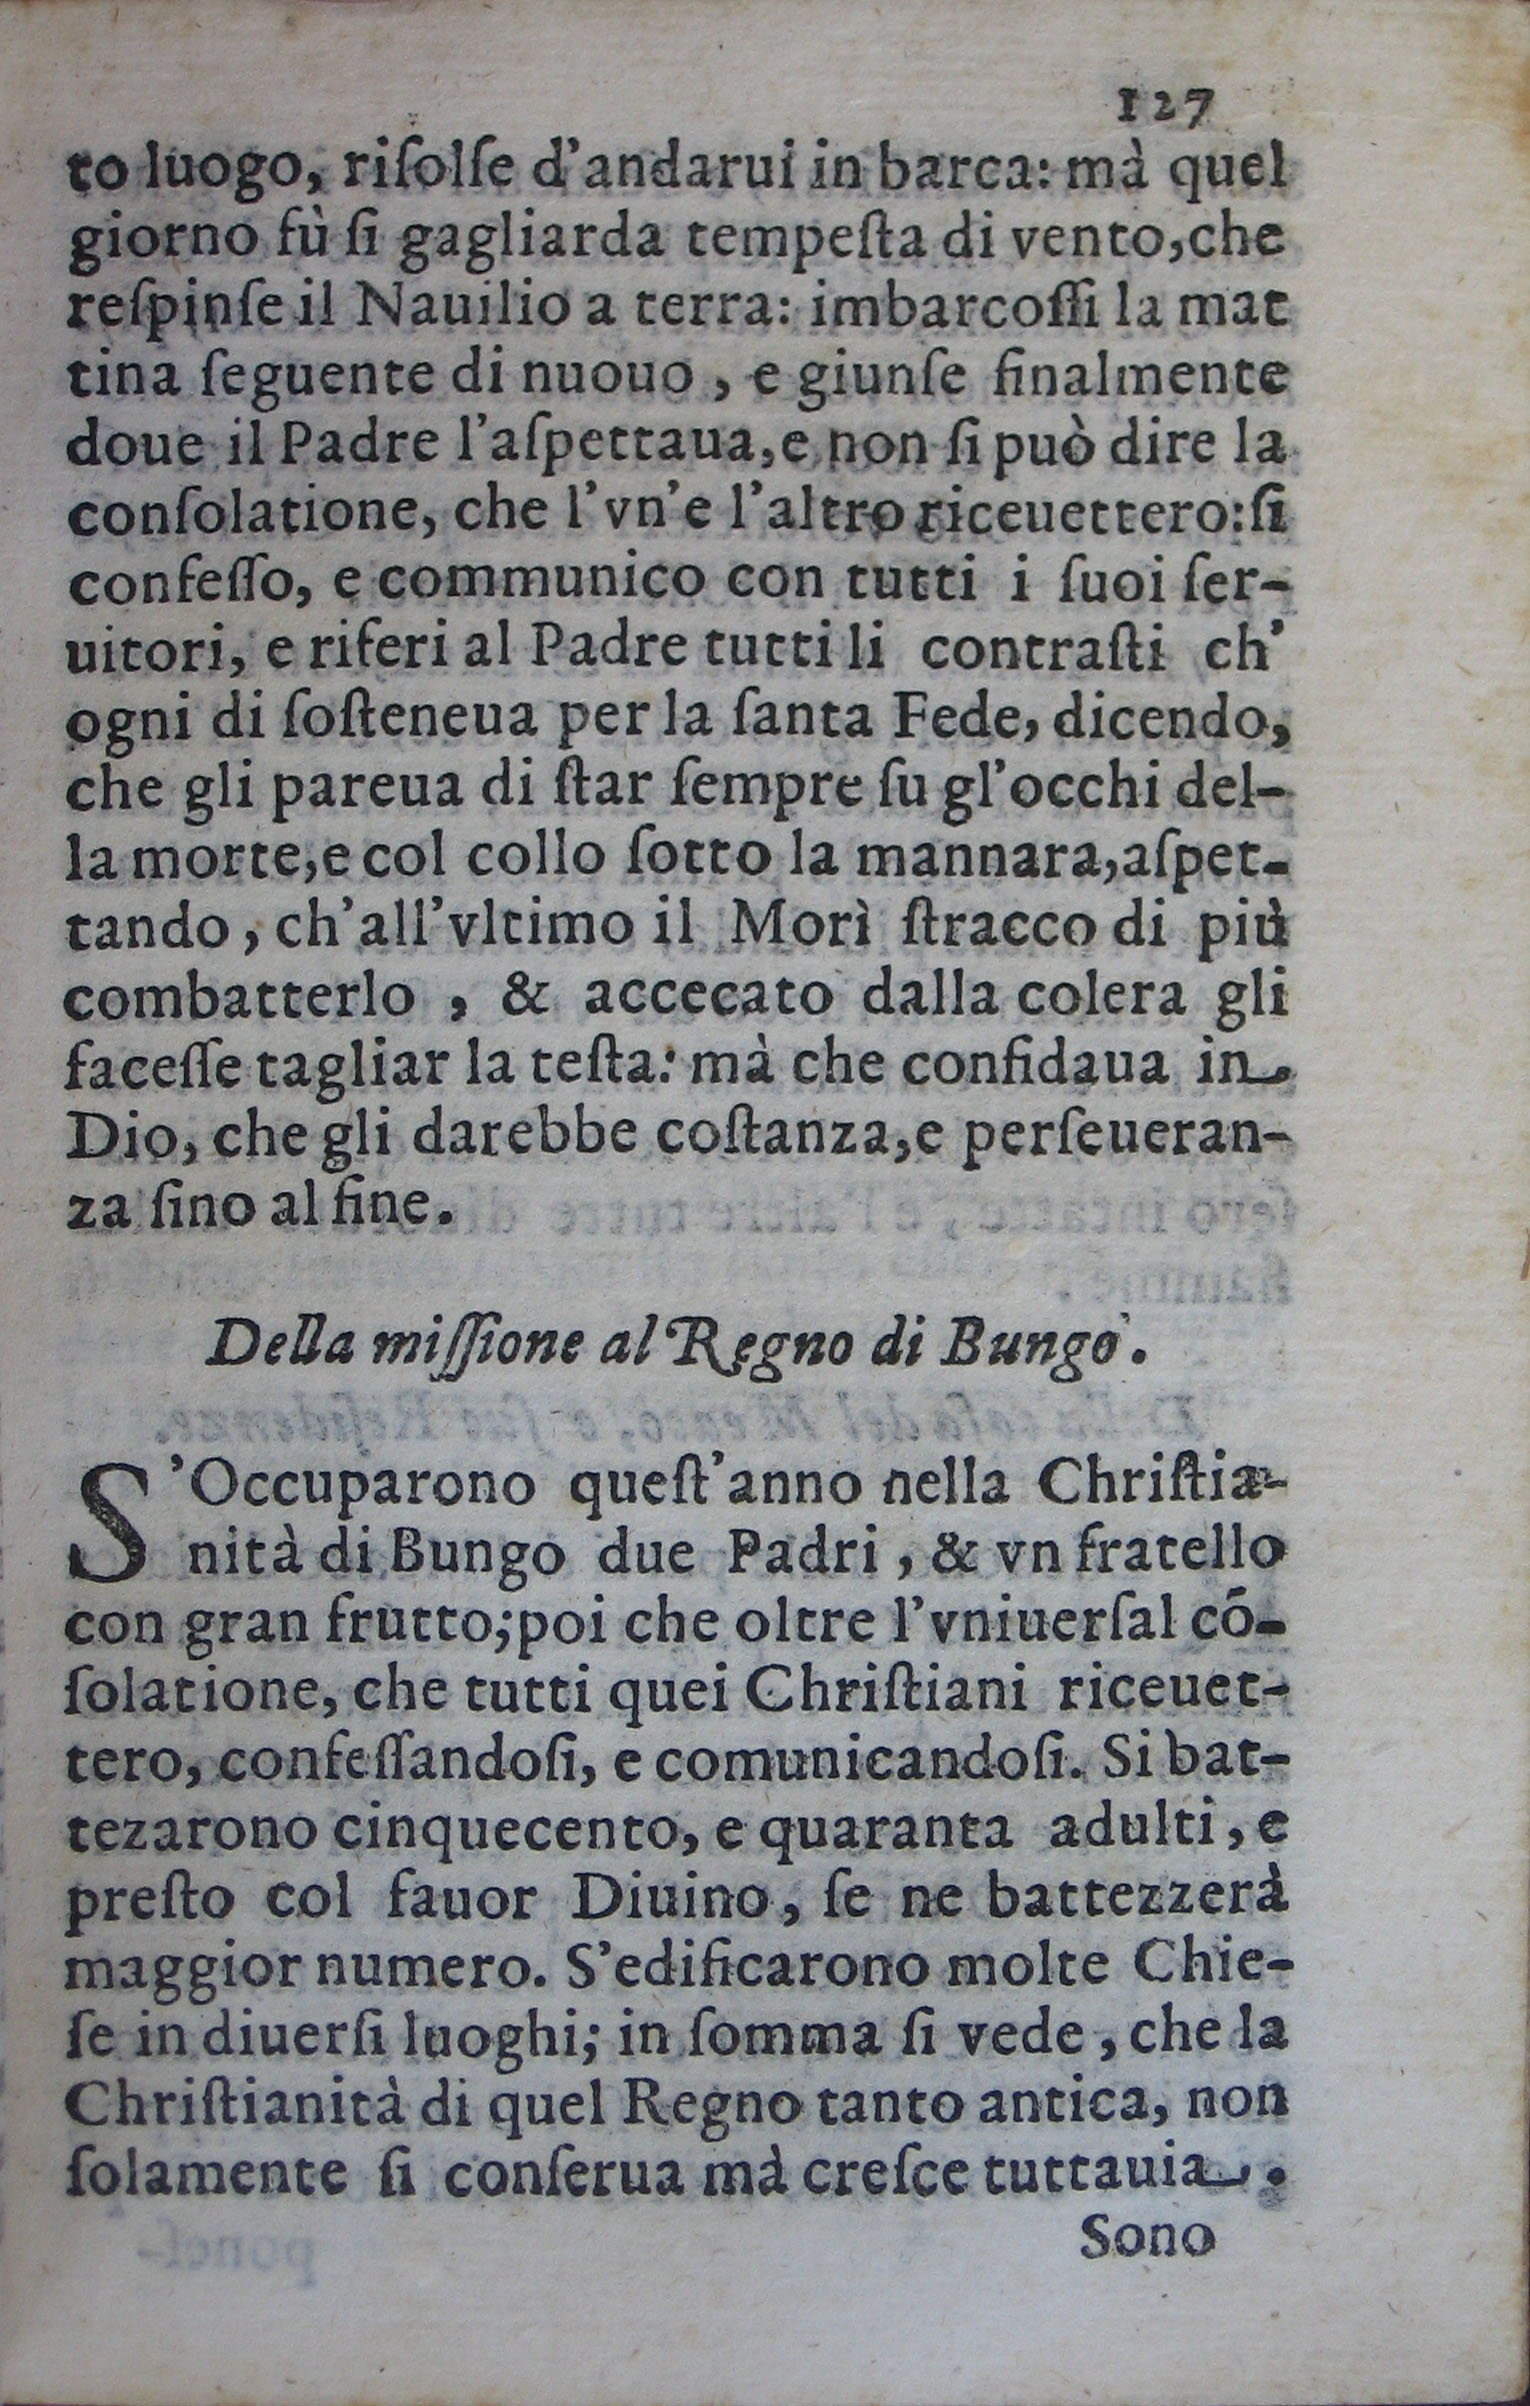 127
to luogo, riſolſe d'andarui in barca: mà quel
giorno fù ſi gagliarda tempeſta di vento,che
reſpinſe il Nauilio a terra: imbarcoſſi la mat
tina ſeguente di nuouo , e giunſe finalmente
doue il Padre l'aſpettaua,e non ſi può dire la
conſolatione, che l'vn'e l'altro riceuettero:ſi
confeſſo, e communico con tutti i ſuoi ſer-
uitori, e riferi al Padre tutti li contraſti ch'
ogni di ſoſteneua per la ſanta Fede, dicendo,
che gli pareua di ſtar ſempre ſu gl'occhi del-
la morte,e col collo ſotto la mannara,aſpet-
tando , ch'all'vltimo il Morì ſtracco di più
combatterlo , & accecato dalla colera gli
faceſſe tagliar la teſta: mà che confidaua in
Dio, che gli darebbe coſtanza,e perſeueran-
za ſino al fine.
Della miſſione al Regno di Bungo.
S'Occuparono queſt'anno nella Chriſtia-
nità di Bungo due Padri , & vn fratello
con gran frutto;poi che oltre l'vniuerſal cõ-
ſolatione, che tutti quei Chriſtiani riceuet-
tero, confeſſandoſi, e comunicandoſi. Si bat-
tezarono cinquecento, e quaranta adulti, e
preſto col fauor Diuino, ſe ne battezzerà
maggior numero. S'edificarono molte Chie-
ſe in diuerſi luoghi; in ſomma ſi vede , che la
Chriſtianità di quel Regno tanto antica, non
ſolamente ſi conſerua mà creſce tuttauia.
Sono